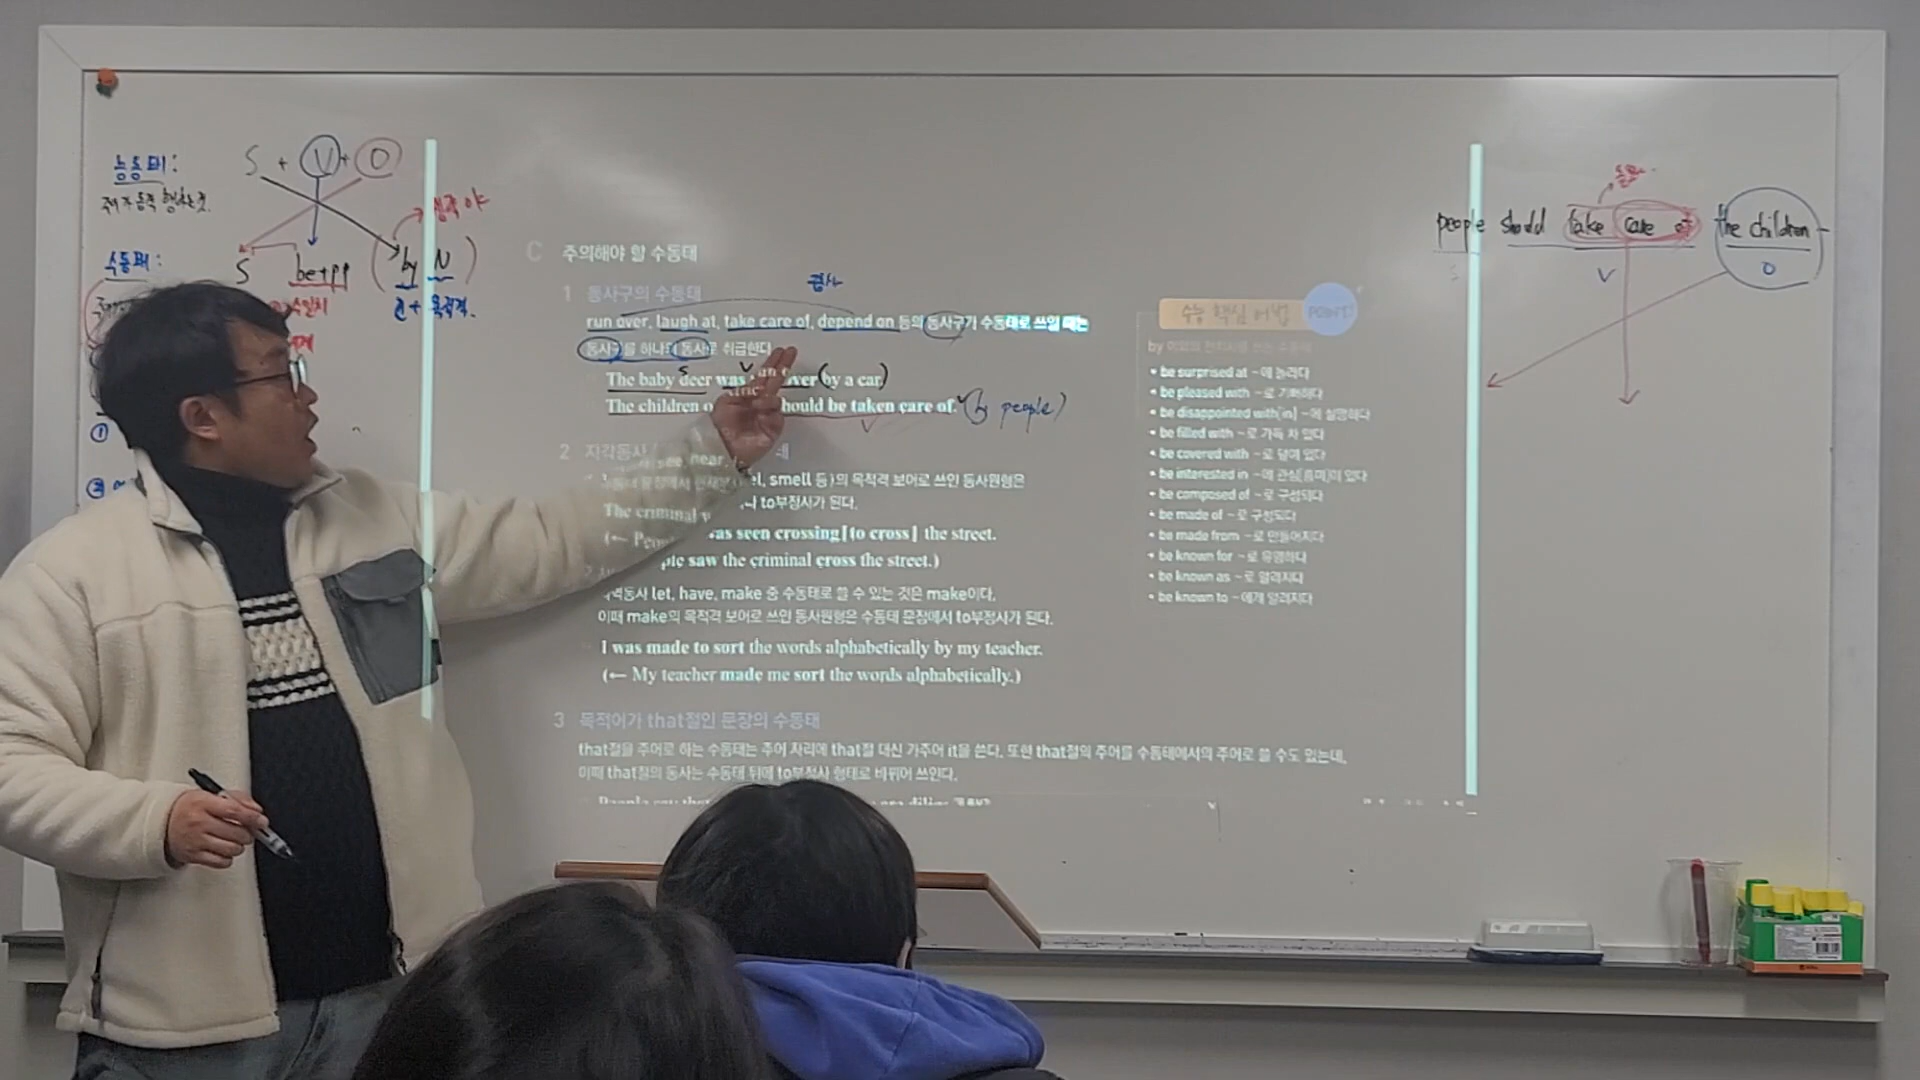 능동태:
S + V + O
주어가 동작 행하는 것.
생략 가
수동태:
S be+pp (by N)
수일치
전 + 목적격.
①
②
C 주의해야 할 수동태
1 동사구의 수동태
run over, laugh at, take care of, depend on 등의 동사구가 수동태로 쓰일 때는
동사구를 하나의 동사로 취급한다
S V
The baby deer was run over (by a car.)
The children should be taken care of. (by people)
V
2 지각동사
see, hear, smell 등)의 목적격 보어로 쓰인 동사원형은
to부정사가 된다.
The criminal was seen crossing[to cross] the street.
(← People saw the criminal cross the street.)
사역동사 let, have, make 중 수동태로 쓸 수 있는 것은 make이다.
이때 make의 목적격 보어로 쓰인 동사원형은 수동태 문장에서 to부정사가 된다.
I was made to sort the words alphabetically by my teacher.
(← My teacher made me sort the words alphabetically.)
3 목적어가 that절인 문장의 수동태
that절을 주어로 하는 수동태는 주어 자리에 that절 대신 가주어 it을 쓴다. 또한 that절의 주어를 수동태에서의 주어로 쓸 수도 있는데,
이때 that절의 동사는 수동태 뒤에 to부정사 형태로 바뀌어 쓰인다.
People say that
수능 핵심 어법 POINT
by 이외의 전치사를 쓰는 수동태
• be surprised at ~에 놀라다
• be pleased with ~로 기뻐하다
• be disappointed with[in] ~에 실망하다
• be filled with ~로 가득 차 있다
• be covered with ~로 덮여 있다
• be interested in ~에 관심(흥미)이 있다
• be composed of ~로 구성되다
• be made of ~로 구성되다
• be made from ~로 만들어지다
• be known for ~로 유명하다
• be known as ~로 알려지다
• be known to ~에게 알려지다
people should take care of the children
S V O